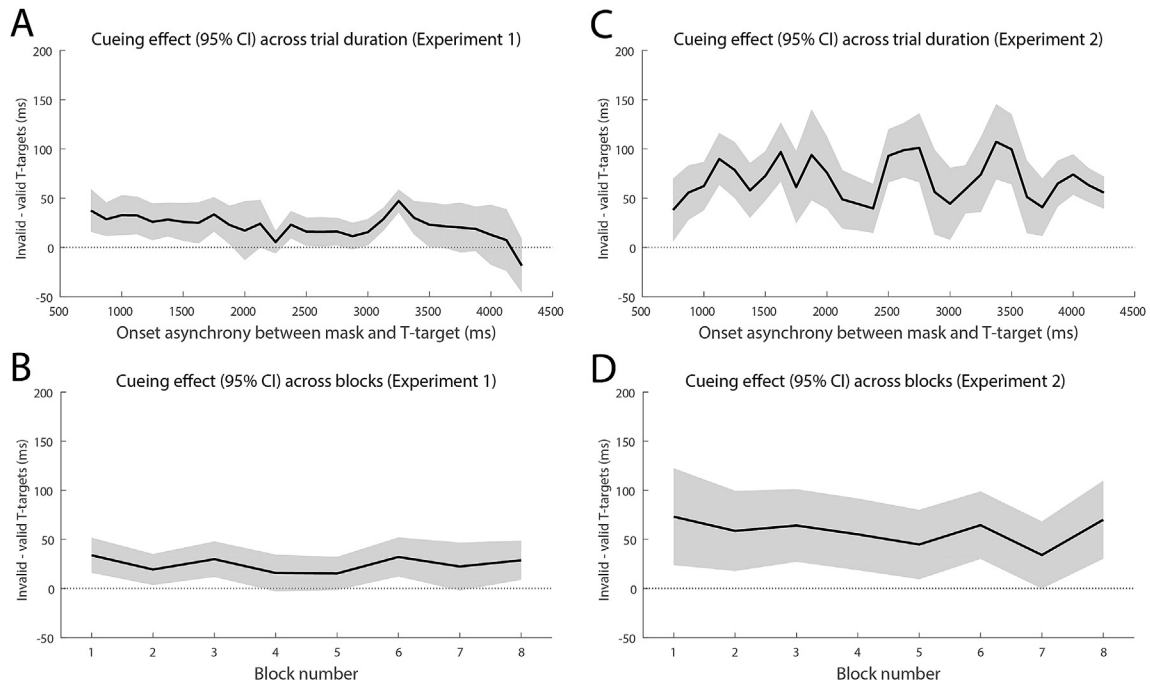 A
Cueing effect (95% CI) across trial duration (Experiment 1)
Invalid - valid T-targets (ms)
200
150
100
50
0
-50
500 1000 1500 2000 2500 3000 3500 4000 4500
Onset asynchrony between mask and T-target (ms)
C
Cueing effect (95% CI) across trial duration (Experiment 2)
Invalid - valid T-targets (ms)
200
150
100
50
0
-50
500 1000 1500 2000 2500 3000 3500 4000 4500
Onset asynchrony between mask and T-target (ms)
B
Cueing effect (95% CI) across blocks (Experiment 1)
Invalid - valid T-targets (ms)
200
150
100
50
0
-50
1 2 3 4 5 6 7 8
Block number
D
Cueing effect (95% CI) across blocks (Experiment 2)
Invalid - valid T-targets (ms)
200
150
100
50
0
-50
1 2 3 4 5 6 7 8
Block number